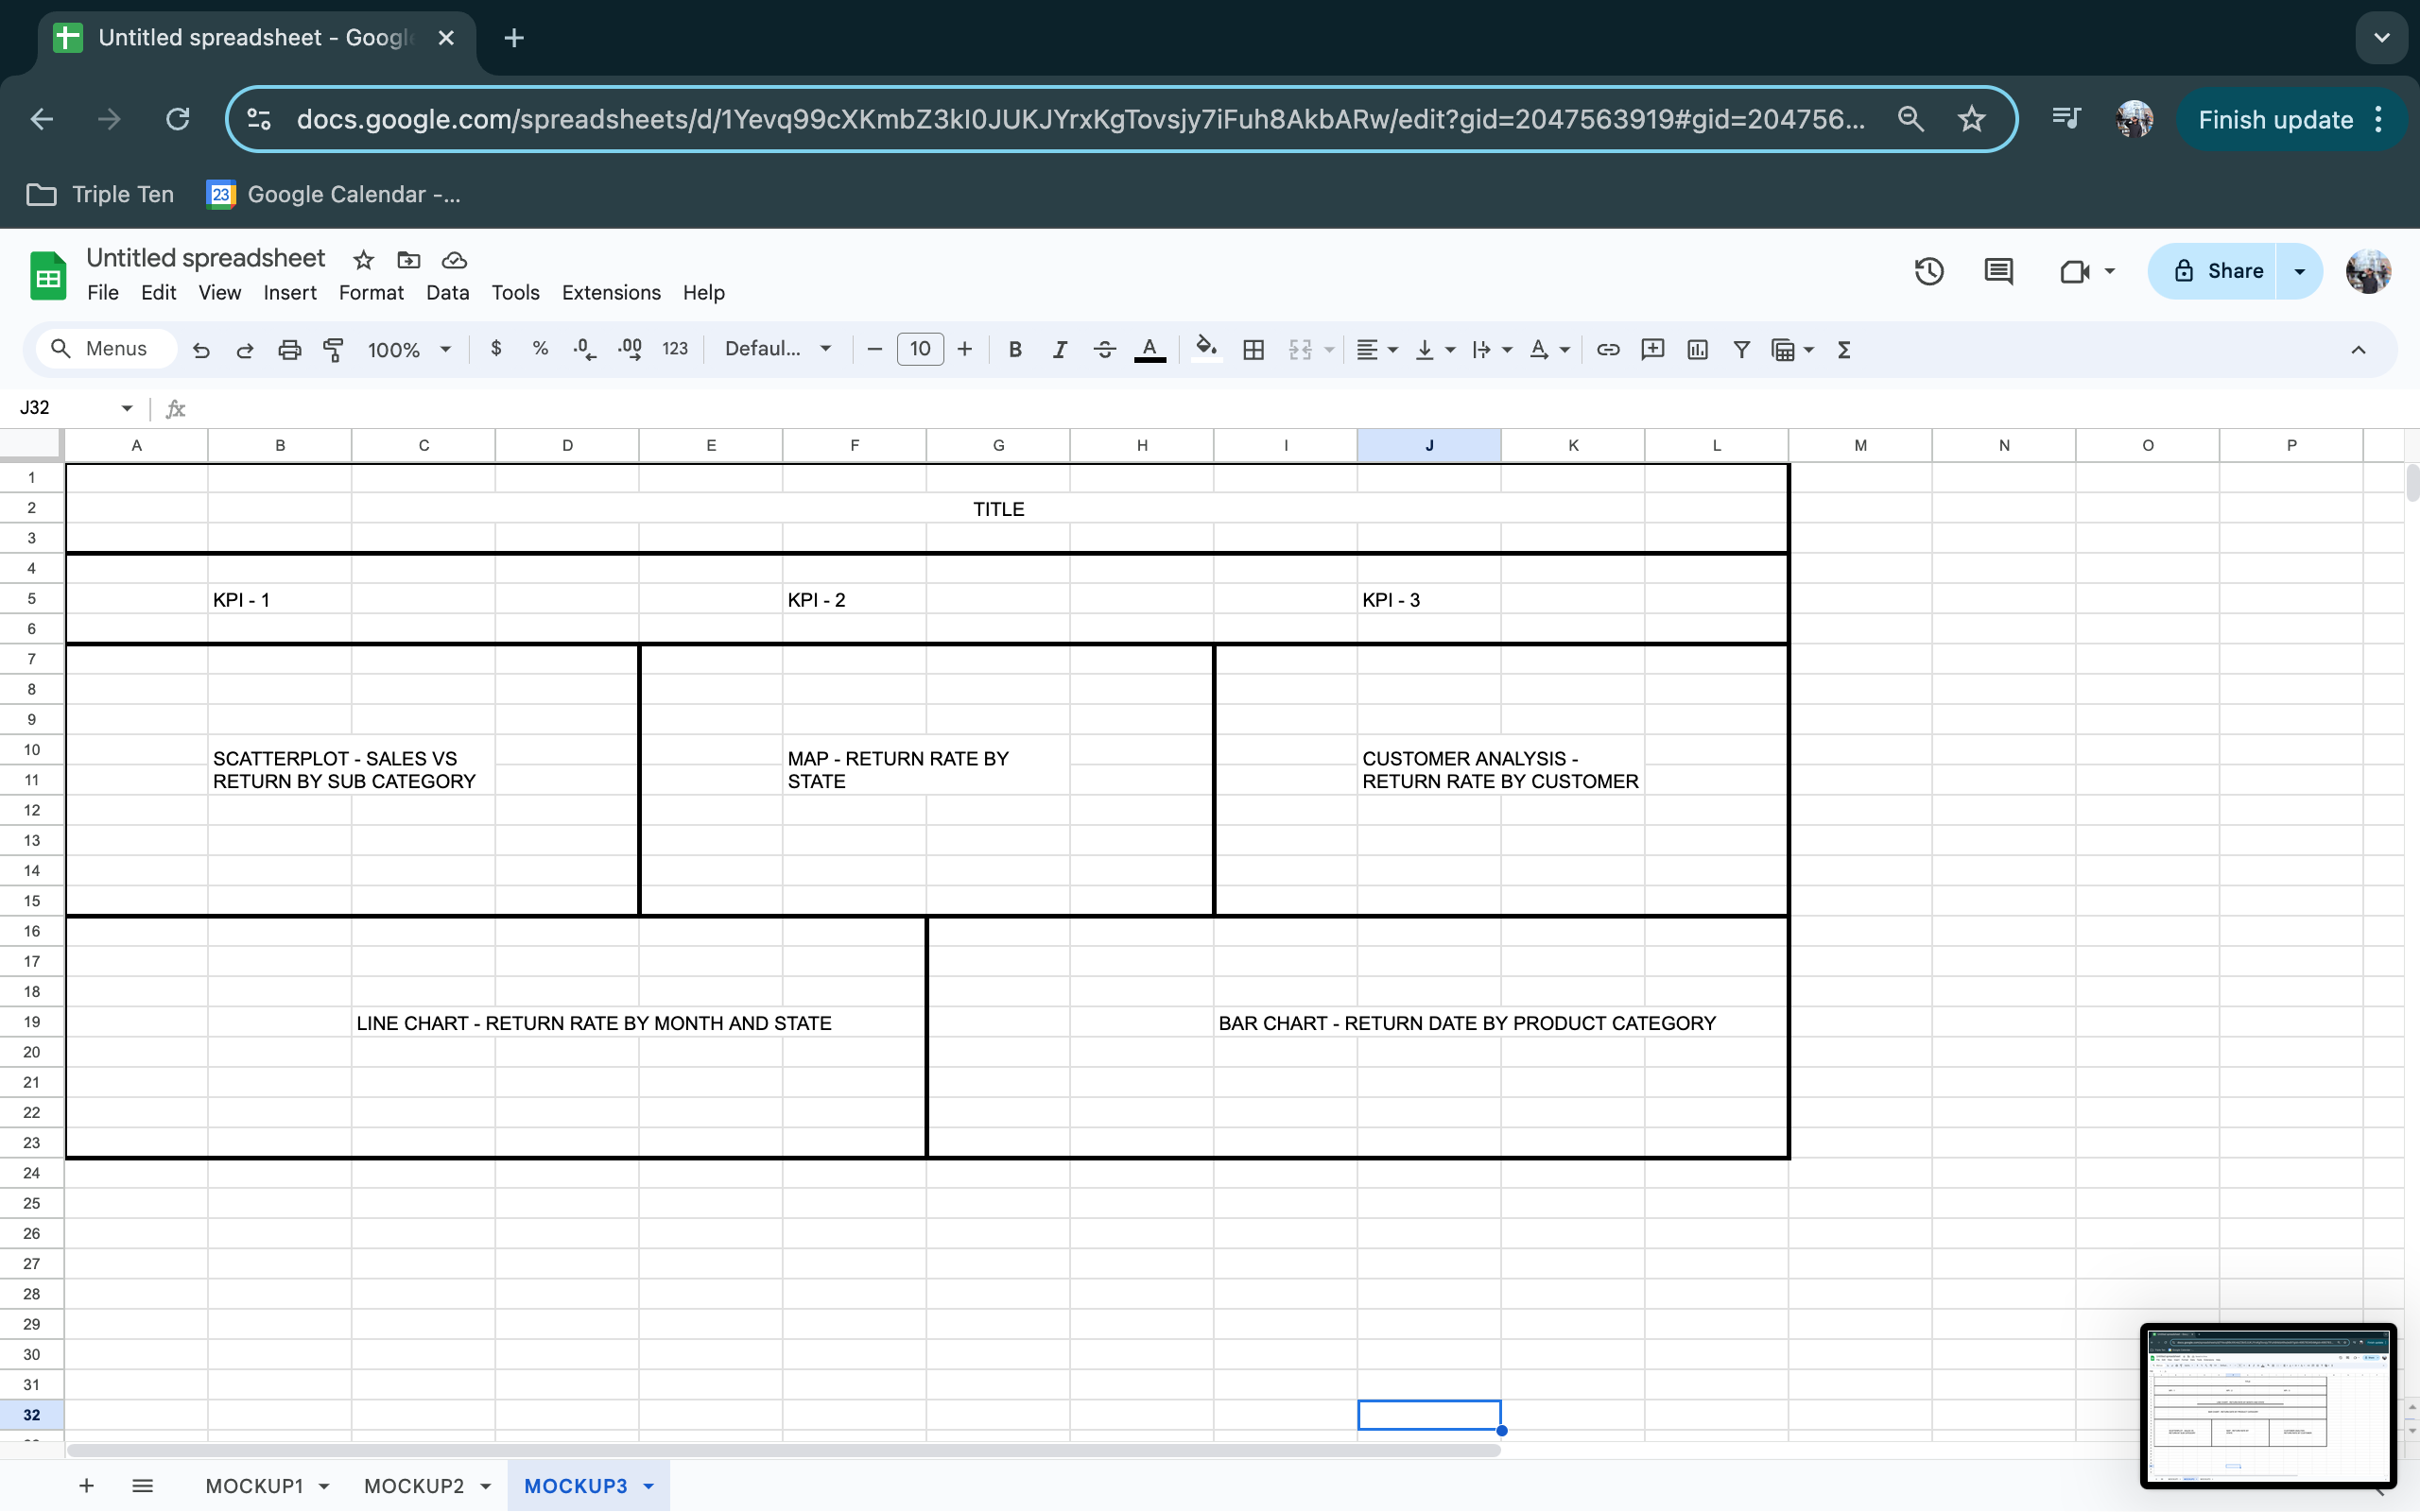 Untitled spreadsheet - Googl
docs.google.com/spreadsheets/d/1Yevq99cXKmbZ3kI0JUKJYrxKgTovsjy7iFuh8AkbARw/edit?gid=2047563919#gid=204756...
Finish update
Triple Ten
23
Google Calendar -...
Untitled spreadsheet
File Edit View Insert Format Data Tools Extensions Help
Share
Menus 100% $ % .0 .00 123 Defaul... 10 B I S A
J32 fx
A B C D E F G H I J K L M N O P
1
2 TITLE
3
4
5 KPI - 1 KPI - 2 KPI - 3
6
7
8
9
10
11
SCATTERPLOT - SALES VS
RETURN BY SUB CATEGORY
MAP - RETURN RATE BY
STATE
CUSTOMER ANALYSIS -
RETURN RATE BY CUSTOMER
12
13
14
15
16
17
18
19 LINE CHART - RETURN RATE BY MONTH AND STATE BAR CHART - RETURN DATE BY PRODUCT CATEGORY
20
21
22
23
24
25
26
27
28
29
30
31
32
MOCKUP1 MOCKUP2 MOCKUP3